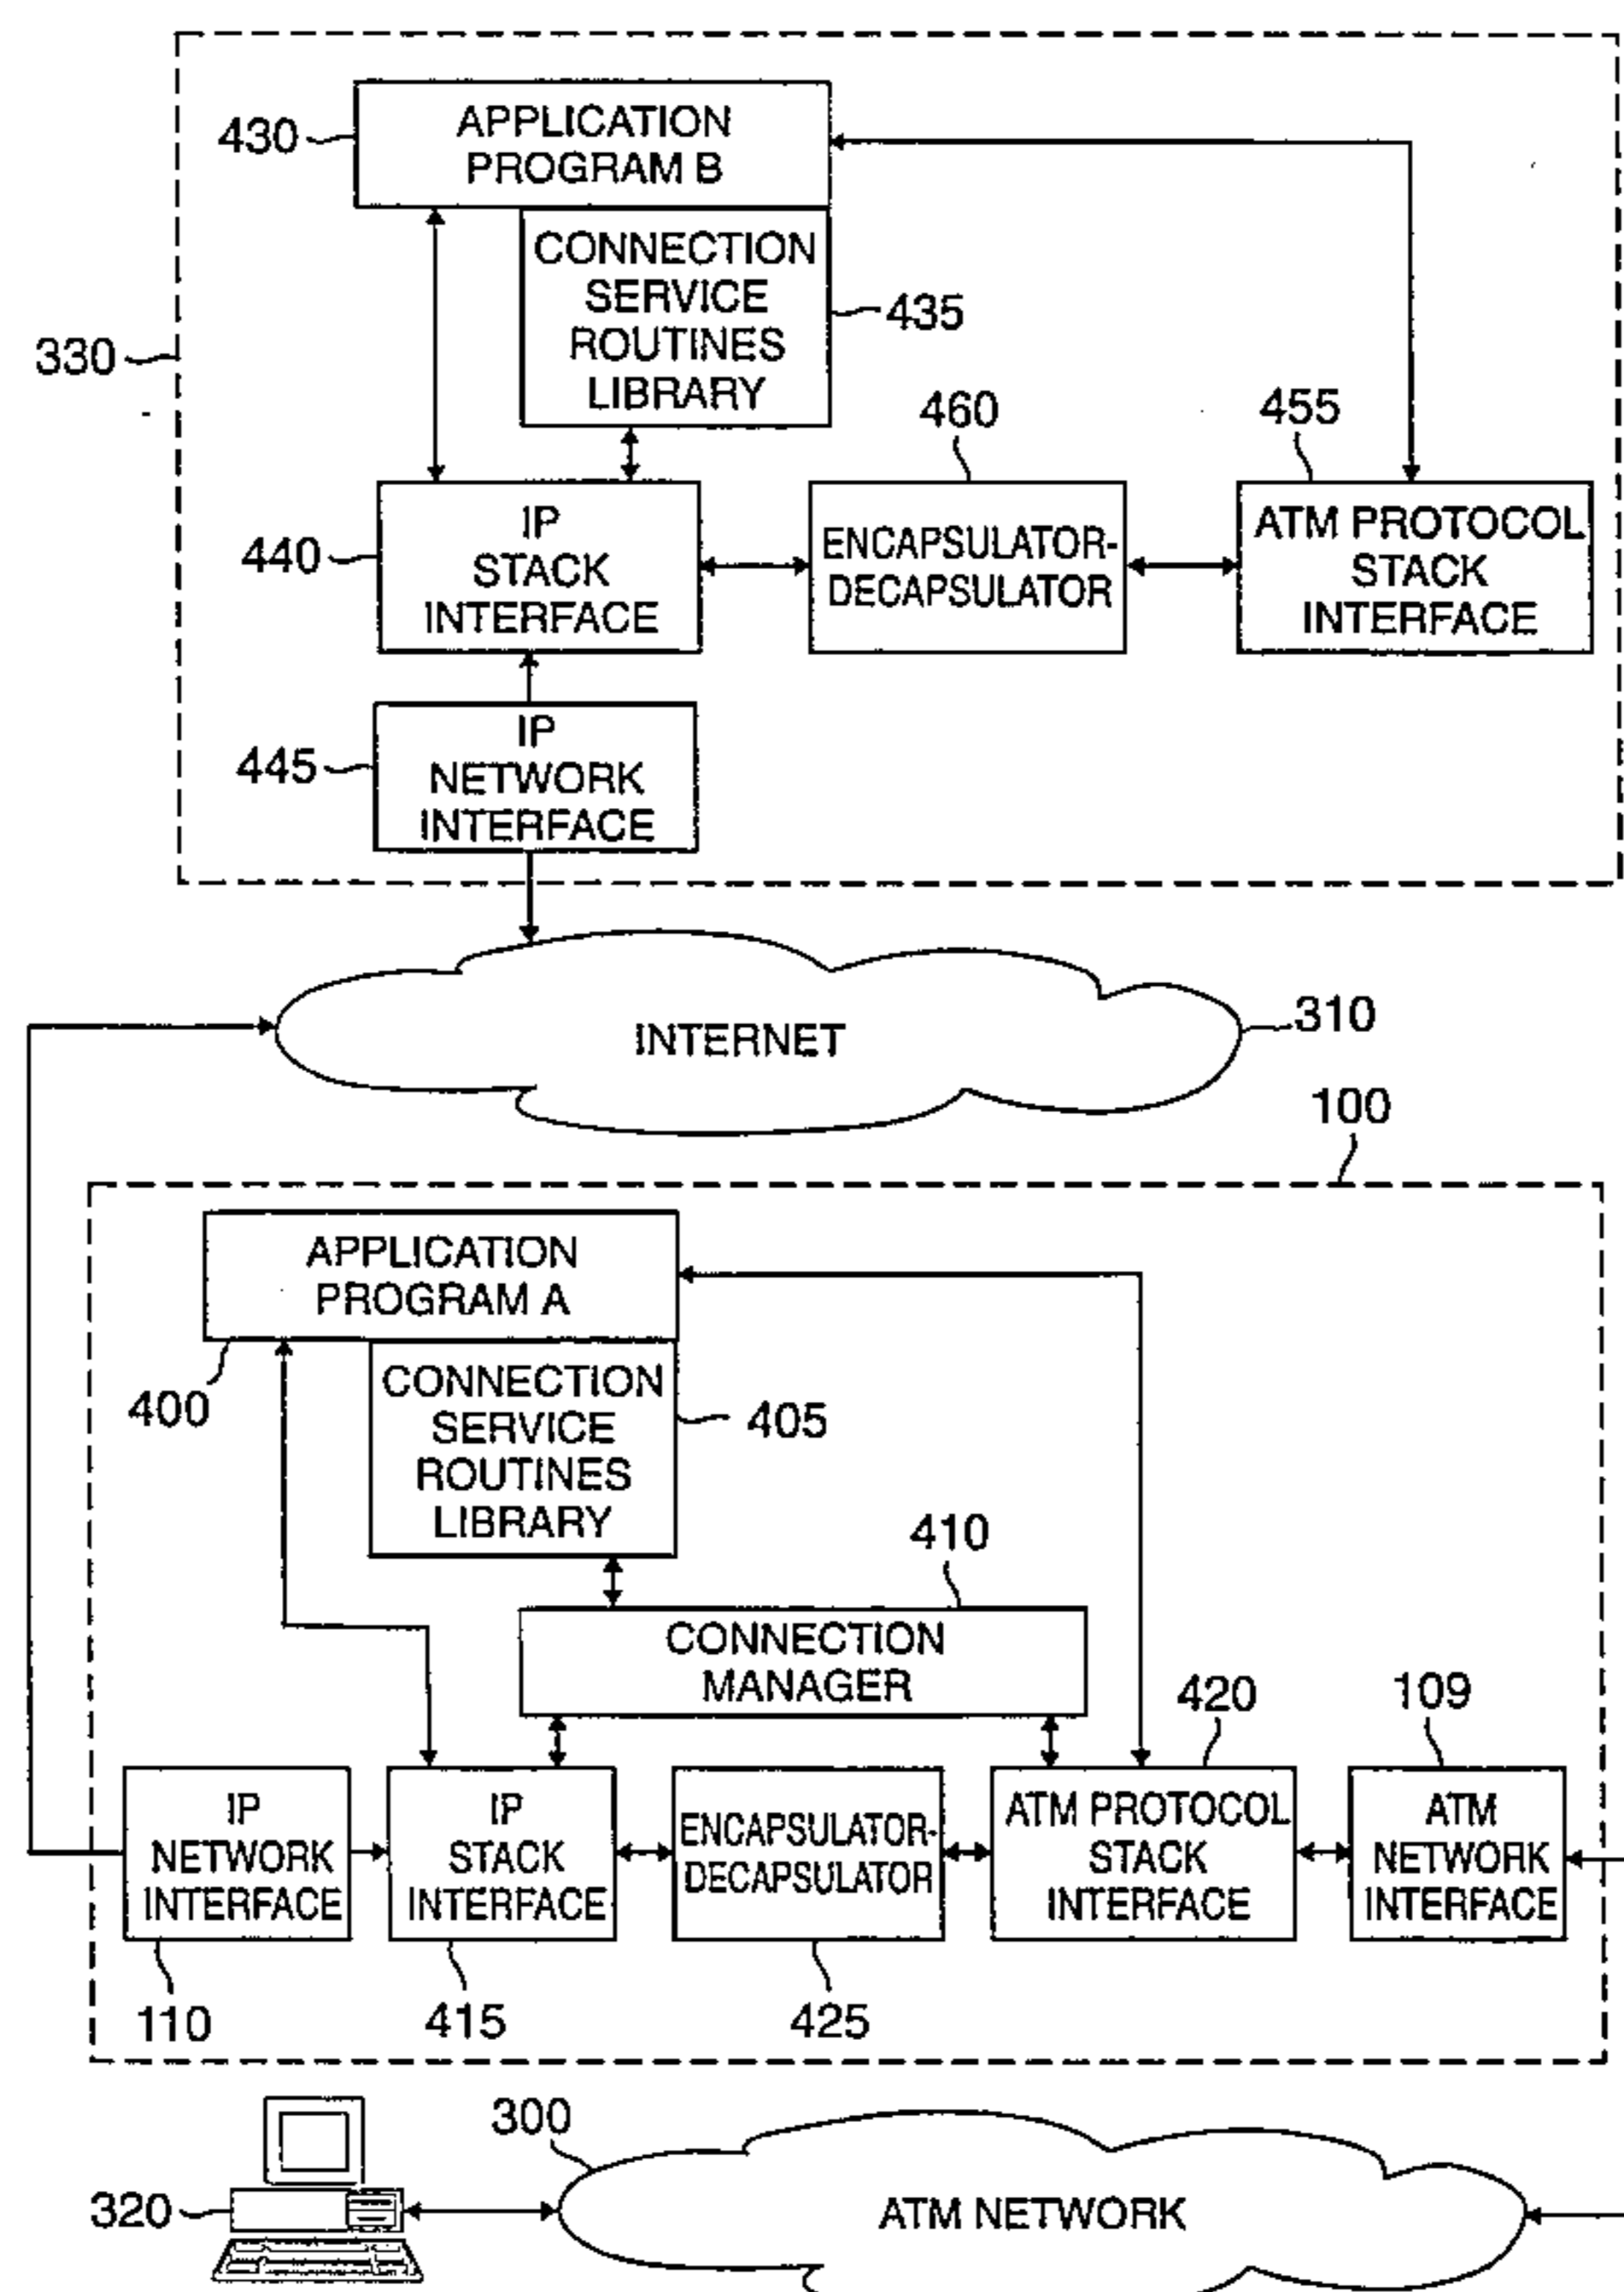 430
APPLICATION
PROGRAM B
CONNECTION
SERVICE
ROUTINES
LIBRARY
435
330
460
455
440
IP
STACK
INTERFACE
ENCAPSULATOR-
DECAPSULATOR
ATM PROTOCOL
STACK
INTERFACE
445
IP
NETWORK
INTERFACE
INTERNET
310
100
APPLICATION
PROGRAM A
400
CONNECTION
SERVICE
ROUTINES
LIBRARY
405
410
CONNECTION
MANAGER
420
109
IP
NETWORK
INTERFACE
IP
STACK
INTERFACE
ENCAPSULATOR-
DECAPSULATOR
ATM PROTOCOL
STACK
INTERFACE
ATM
NETWORK
INTERFACE
110
415
425
300
320
ATM NETWORK